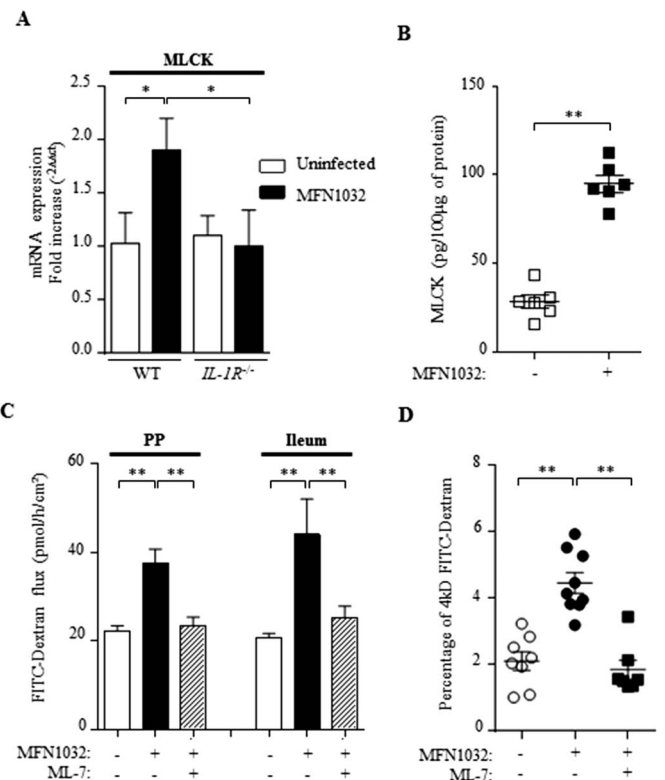 A
MLCK
2.5
2.0
1.5
1.0
0.5
0.0
mRNA expression
Fold increase (-2ΔΔct)
*
*
Uninfected
MFN1032
WT
IL-1R-/-
B
150
100
50
0
MLCK (pg/100µg of protein)
**
MFN1032:
-
+
C
PP
Ileum
60
40
20
0
FITC-Dextran flux (pmol/h/cm²)
**
**
**
**
MFN1032: - + + - + +
ML-7: - - + - - +
D
8
6
4
2
0
Percentage of 4kD FITC-Dextran
**
**
MFN1032: - + +
ML-7: - - +